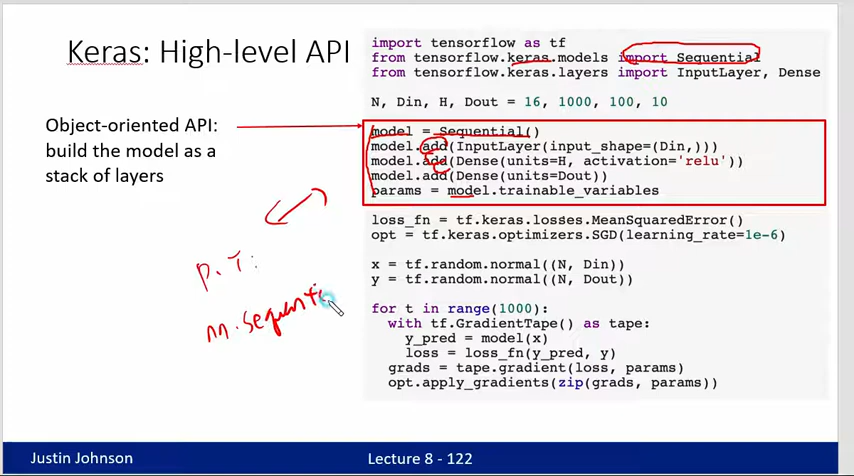 Keras: High-level API
Object-oriented API:
build the model as a
stack of layers
import tensorflow as tf
from tensorflow.keras.models import Sequential
from tensorflow.keras.layers import InputLayer, Dense
N, Din, H, Dout = 16, 1000, 100, 10
model = Sequential()
model.add(InputLayer(input_shape=(Din,)))
model.add(Dense(units=H, activation='relu'))
model.add(Dense(units=Dout))
params = model.trainable_variables
loss_fn = tf.keras.losses.MeanSquaredError()
opt = tf.keras.optimizers.SGD(learning_rate=1e-6)
x = tf.random.normal((N, Din))
y = tf.random.normal((N, Dout))
for t in range(1000):
  with tf.GradientTape() as tape:
    y_pred = model(x)
    loss = loss_fn(y_pred, y)
  grads = tape.gradient(loss, params)
  opt.apply_gradients(zip(grads, params))
P.T:
nn.Sequenti
Justin Johnson
Lecture 8 - 122